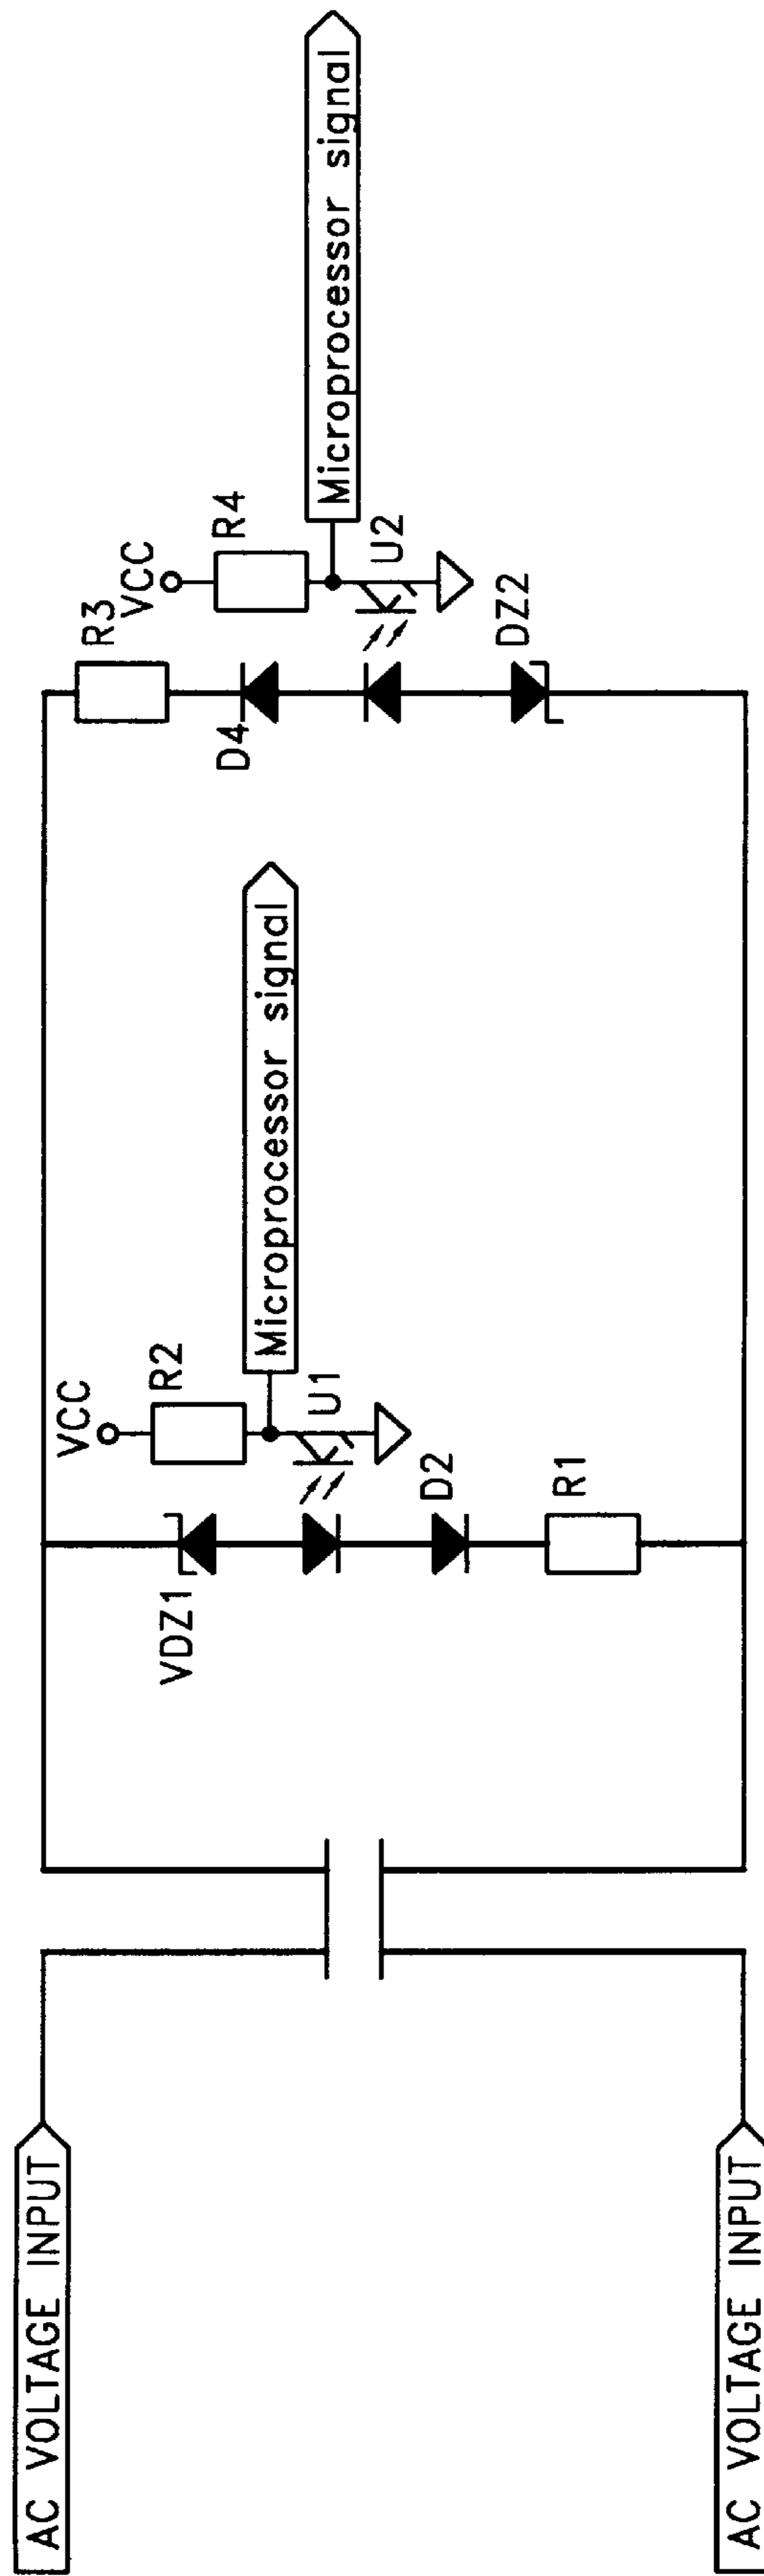 AC VOLTAGE INPUT
AC VOLTAGE INPUT
VDZ1
VCC
R2
U1
D2
R1
Microprocessor signal
D4
R3
VCC
R4
U2
DZ2
Microprocessor signal